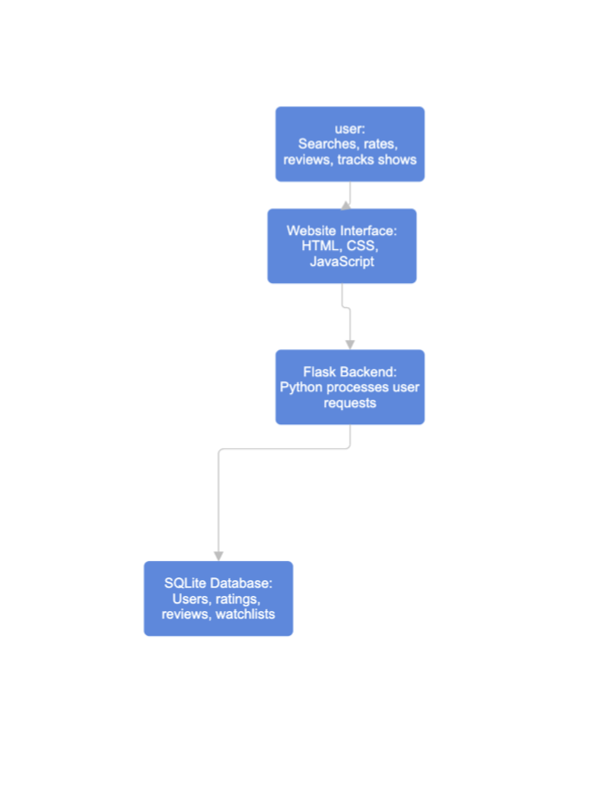 user:
Searches, rates,
reviews, tracks shows
Website Interface:
HTML, CSS,
JavaScript
Flask Backend:
Python processes user
requests
SQLite Database:
Users, ratings,
reviews, watchlists